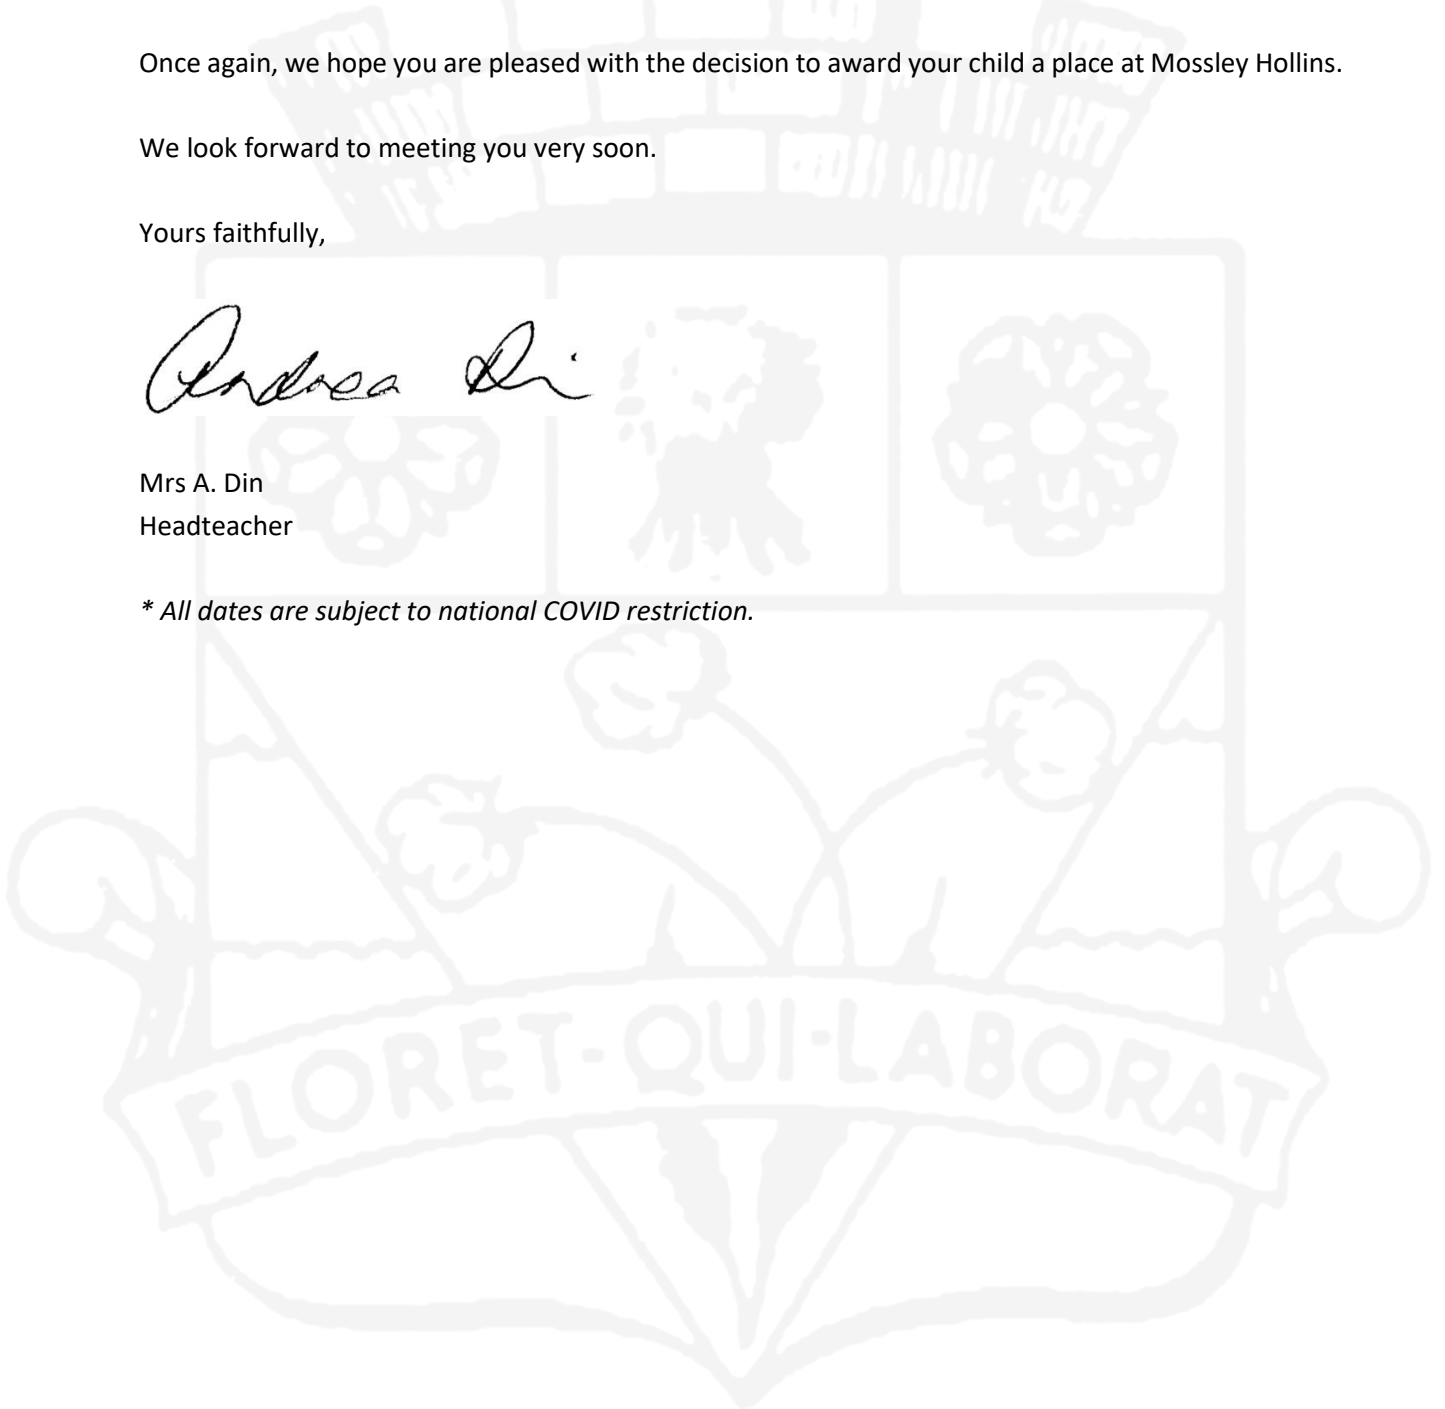 Once again, we hope you are pleased with the decision to award your child a place at Mossley Hollins.
We look forward to meeting you very soon.
Yours faithfully,
Andrea Din
Mrs A. Din
Headteacher
* All dates are subject to national COVID restriction.
FLORET-QUI-LABORAT